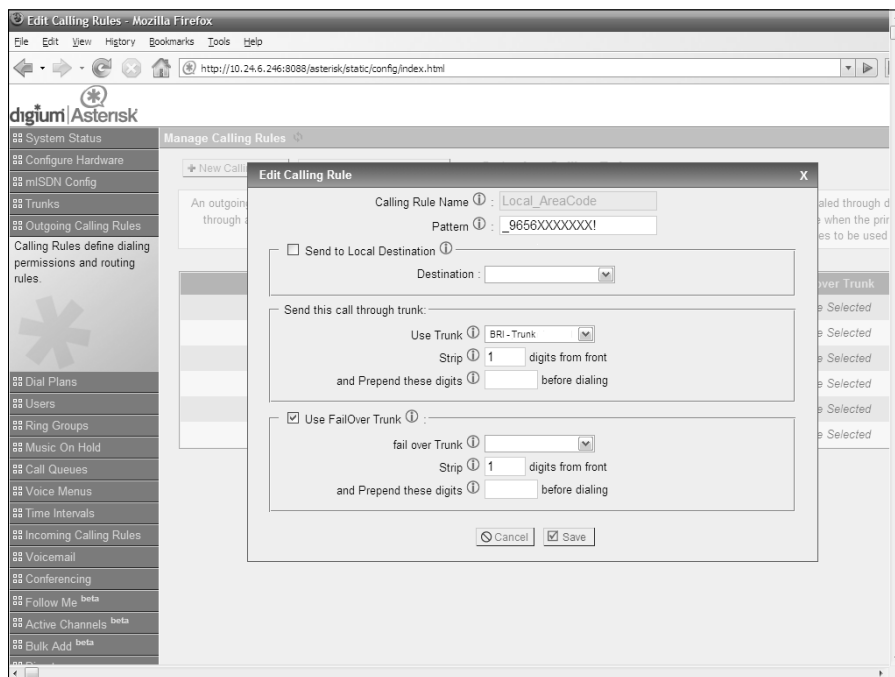 Edit Calling Rules - Mozilla Firefox
File Edit View History Bookmarks Tools Help
http://10.24.6.246:8088/asterisk/static/config/index.html
digium Asterisk
System Status
Configure Hardware
mISDN Config
Trunks
Outgoing Calling Rules
Calling Rules define dialing
permissions and routing
rules.
Dial Plans
Users
Ring Groups
Music On Hold
Call Queues
Voice Menus
Time Intervals
Incoming Calling Rules
Voicemail
Conferencing
Follow Me beta
Active Channels beta
Bulk Add beta
Manage Calling Rules
New Calli
An outgoin
through a
aled through d
when the prir
es to be used
over Trunk
Selected
Selected
Selected
Selected
Selected
Selected
Edit Calling Rule X
Calling Rule Name : Local_AreaCode
Pattern : _9656XXXXXXX!
Send to Local Destination
Destination :
Send this call through trunk:
Use Trunk BRI - Trunk
Strip 1 digits from front
and Prepend these digits before dialing
Use FailOver Trunk :
fail over Trunk
Strip 1 digits from front
and Prepend these digits before dialing
Cancel Save